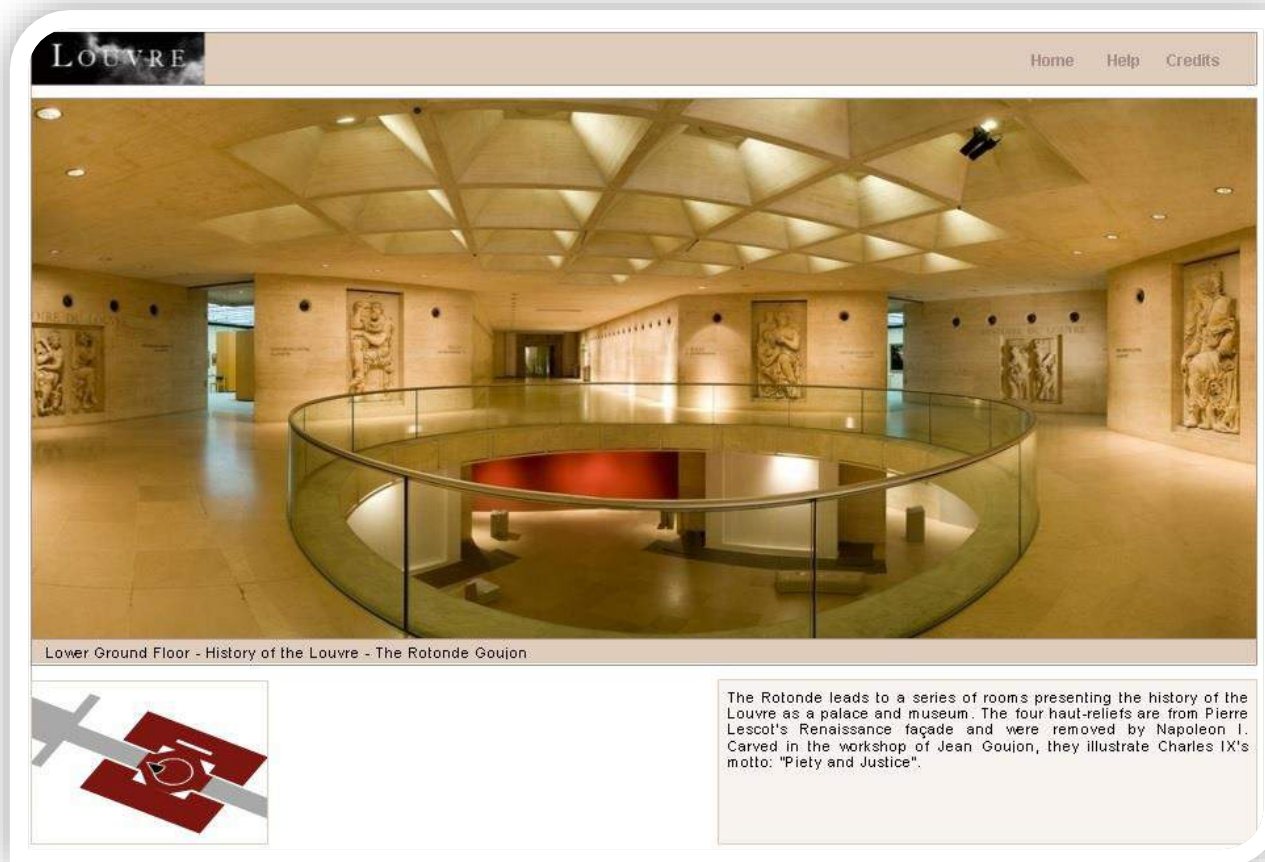 LOUVRE
Home Help Credits
Lower Ground Floor - History of the Louvre - The Rotonde Goujon
The Rotonde leads to a series of rooms presenting the history of the
Louvre as a palace and museum. The four haut-reliefs are from Pierre
Lescot's Renaissance façade and were removed by Napoleon I.
Carved in the workshop of Jean Goujon, they illustrate Charles IX's
motto: "Piety and Justice".